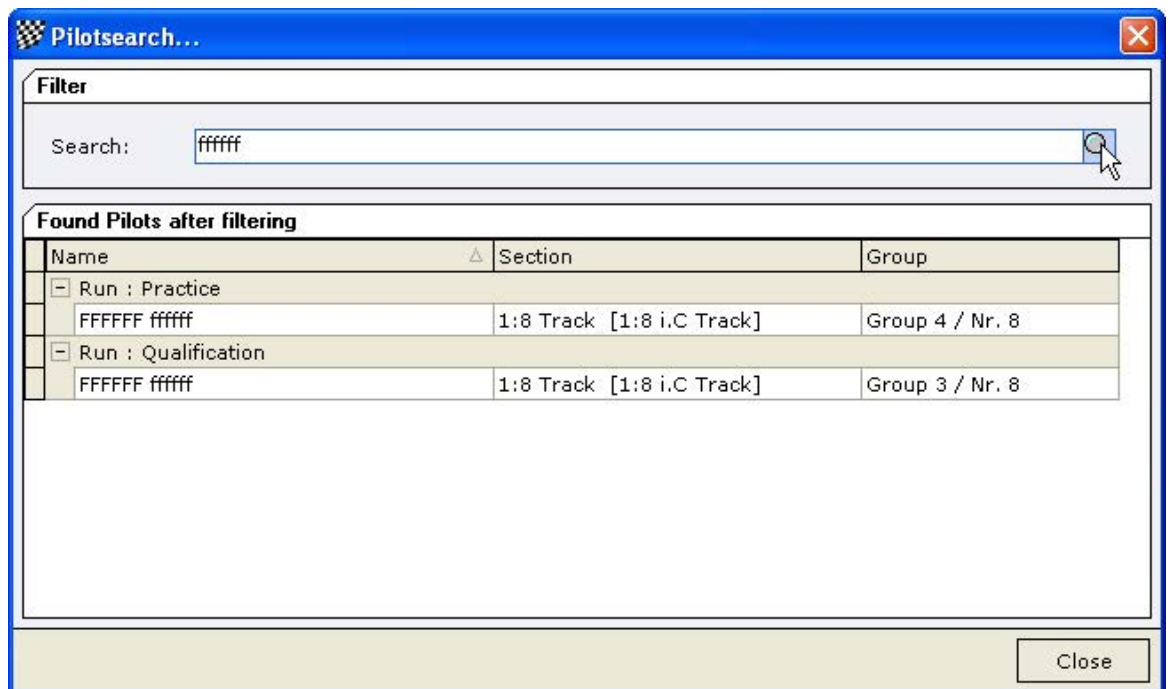 Pilotsearch...
Filter
Search: ffffff
Found Pilots after filtering
Name Section Group
Run : Practice
FFFFFF ffffff 1:8 Track [1:8 i.C Track] Group 4 / Nr. 8
Run : Qualification
FFFFFF ffffff 1:8 Track [1:8 i.C Track] Group 3 / Nr. 8
Close